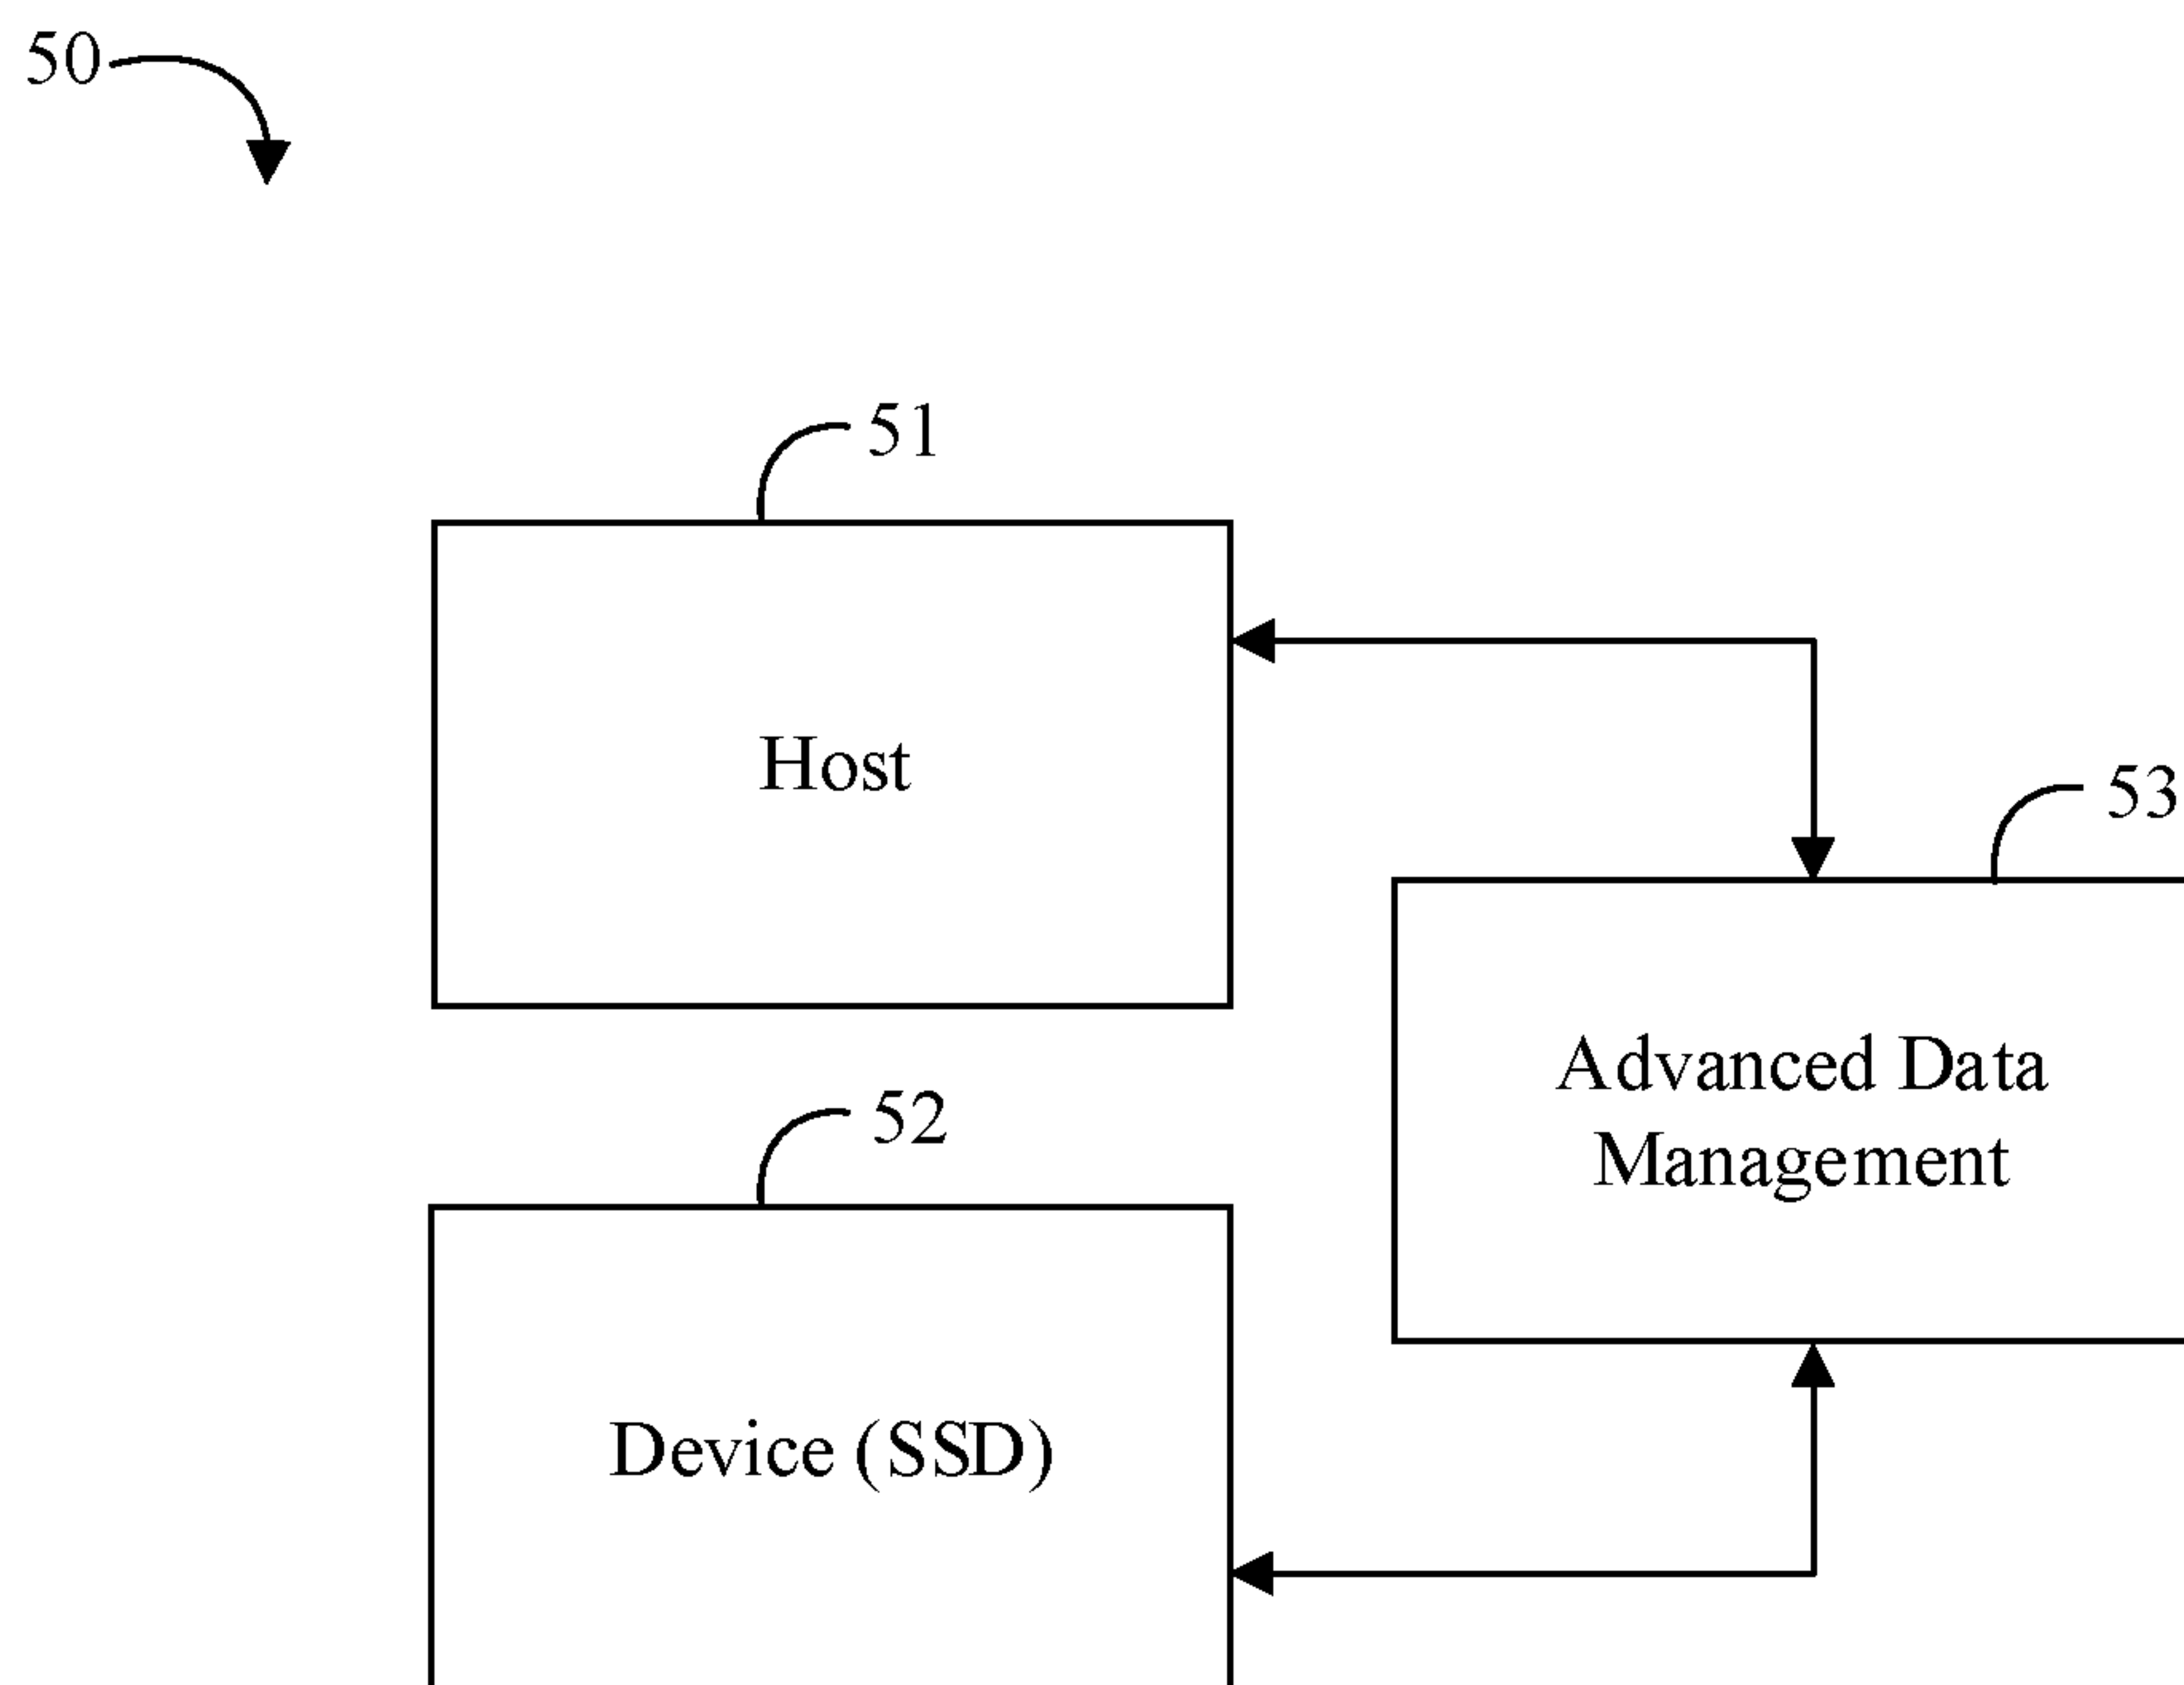 50
51
Host
53
Advanced Data
Management
52
Device (SSD)